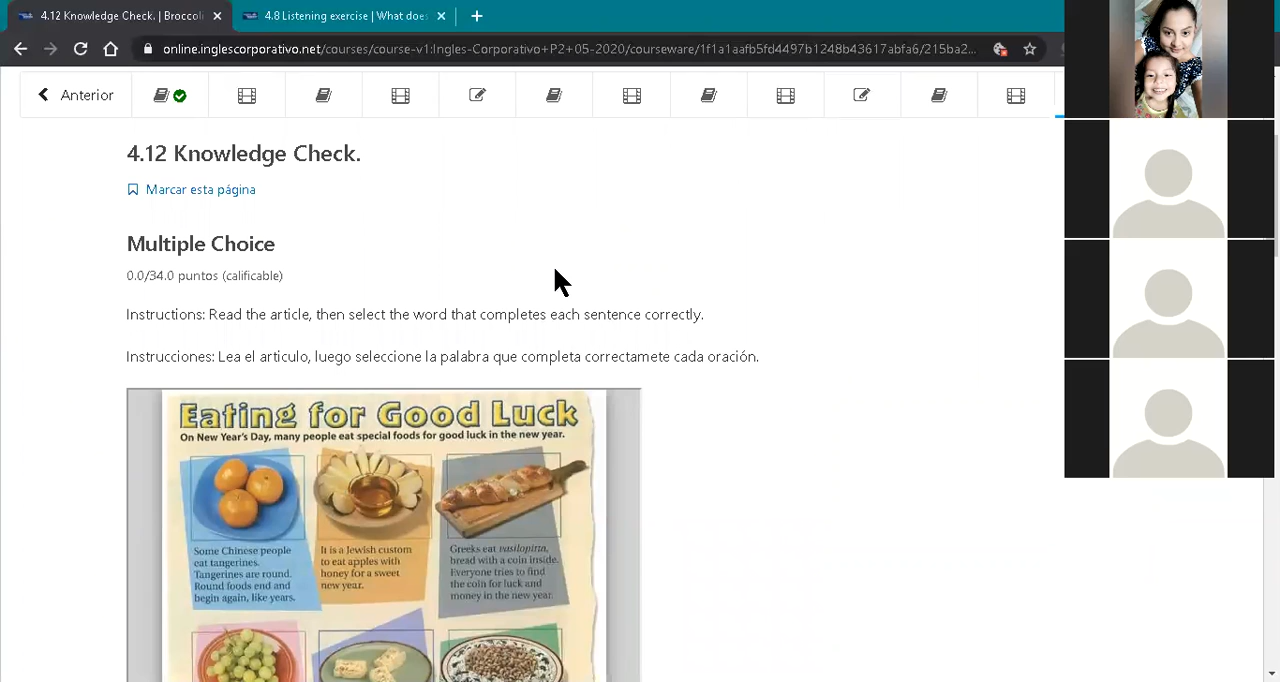 4.12 Knowledge Check. | Broccoli
4.8 Listening exercise | What does
online.inglescorporativo.net/courses/course-v1:Ingles-Corporativo+P2+05-2020/courseware/1f1a1aafb5fd4497b1248b43617abfa6/215ba2...
Anterior
4.12 Knowledge Check.
Marcar esta página
Multiple Choice
0.0/34.0 puntos (calificable)
Instructions: Read the article, then select the word that completes each sentence correctly.
Instrucciones: Lea el articulo, luego seleccione la palabra que completa correctamete cada oración.
Eating for Good Luck
On New Year's Day, many people eat special foods for good luck in the new year.
Some Chinese people
eat tangerines.
Tangerines are round.
Round foods end and
begin again, like years.
It is a Jewish custom
to eat apples with
honey for a sweet
new year.
Greeks eat vasilopitta,
bread with a coin inside.
Everyone tries to find
the coin for luck and
money in the new year.